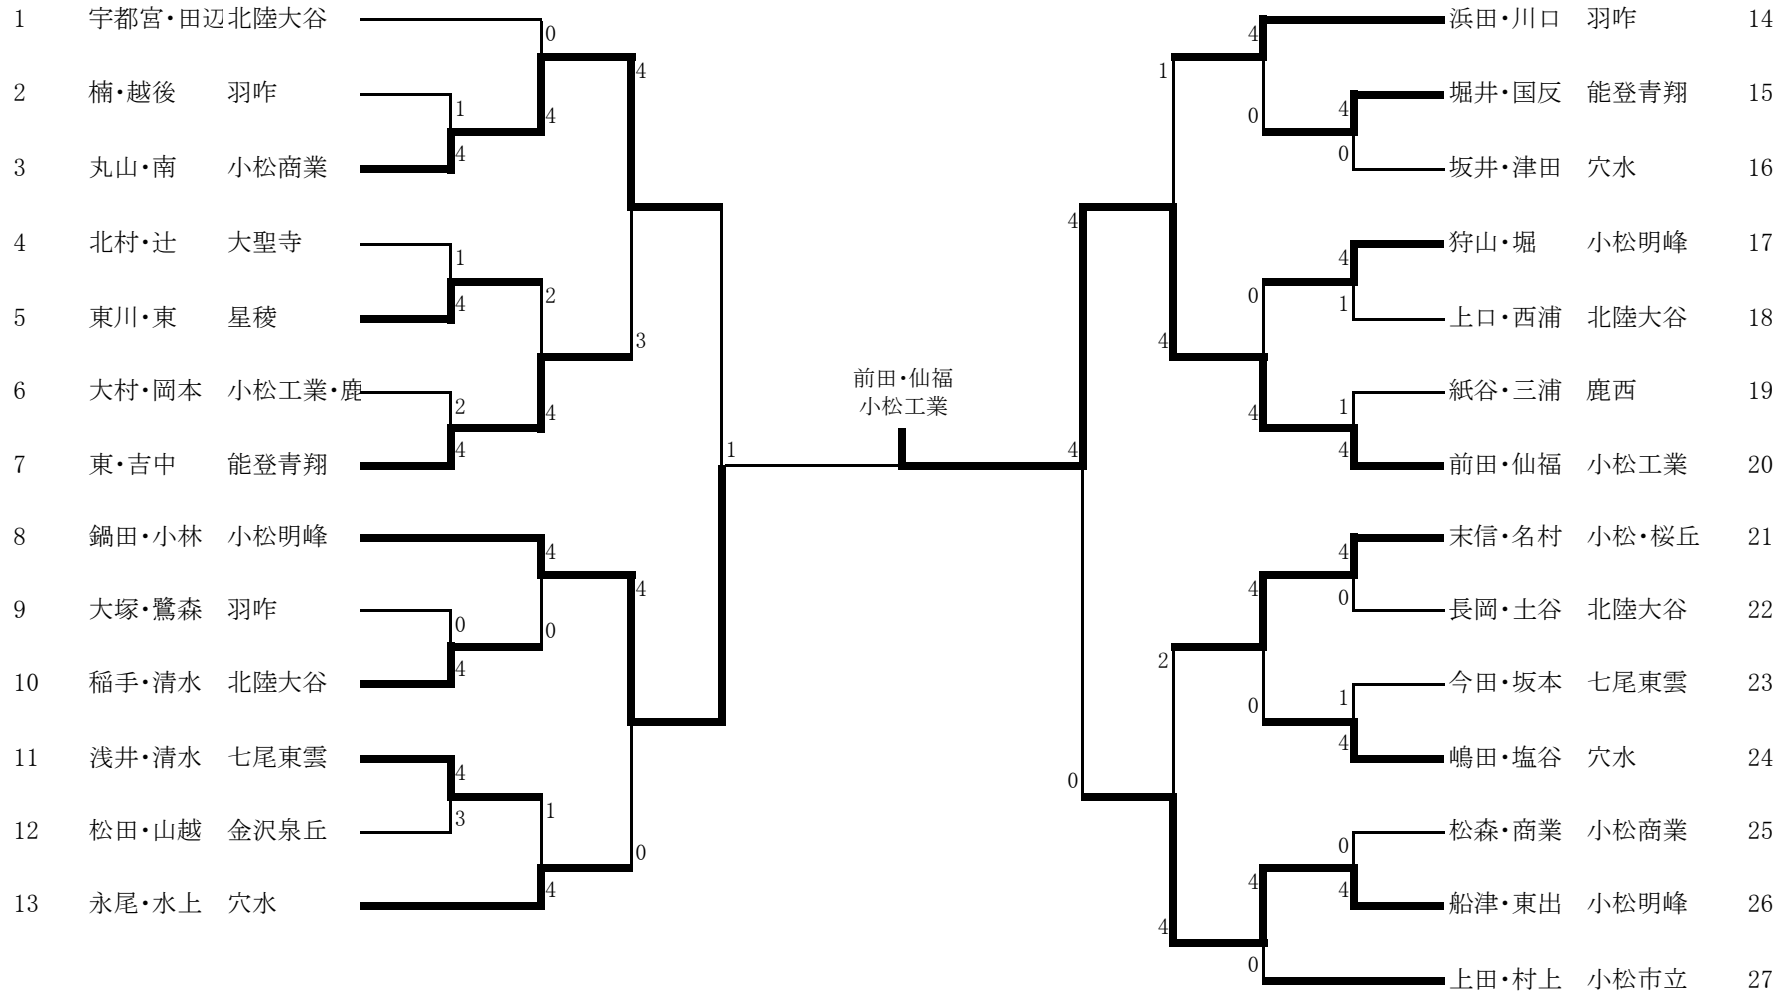 1 宇都宮・田辺 北陸大谷
0
4
2 楠・越後 羽咋
1
4
4
3 丸山・南 小松商業
4 北村・辻 大聖寺
1
4
2
5 東川・東 星稜
3
6 大村・岡本 小松工業・鹿
2
4
4
7 東・吉中 能登青翔
1
8 鍋田・小林 小松明峰
4
4
9 大塚・鷺森 羽咋
0
4
0
10 稲手・清水 北陸大谷
11 浅井・清水 七尾東雲
4
3
1
12 松田・山越 金沢泉丘
0
4
13 永尾・水上 穴水
前田・仙福
小松工業
浜田・川口 羽咋 14
4
1
堀井・国反 能登青翔 15
4
0
0
坂井・津田 穴水 16
4
狩山・堀 小松明峰 17
4
1
0
上口・西浦 北陸大谷 18
4
紙谷・三浦 鹿西 19
1
4
4
前田・仙福 小松工業 20
4
末信・名村 小松・桜丘 21
4
0
4
長岡・土谷 北陸大谷 22
2
今田・坂本 七尾東雲 23
1
4
0
嶋田・塩谷 穴水 24
0
松森・商業 小松商業 25
0
4
4
船津・東出 小松明峰 26
4
0
上田・村上 小松市立 27